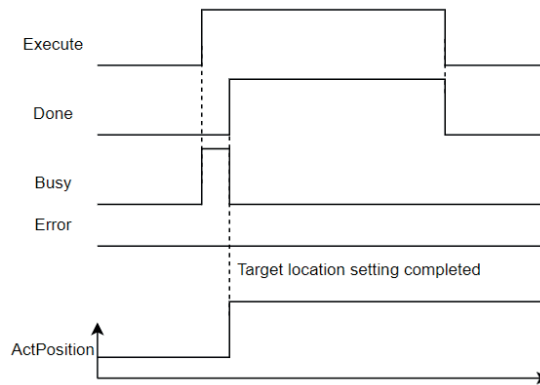 Execute
Done
Busy
Error
Target location setting completed
ActPosition